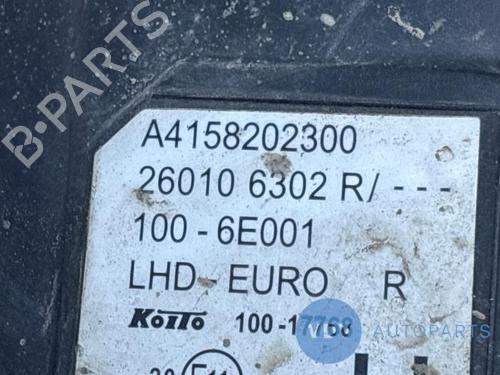 B-PARTS
A4158202300
26010 6302 R/ - - -
100 - 6E001
LHD - EURO R
KOITO 100 -17768
AUTOPARTS